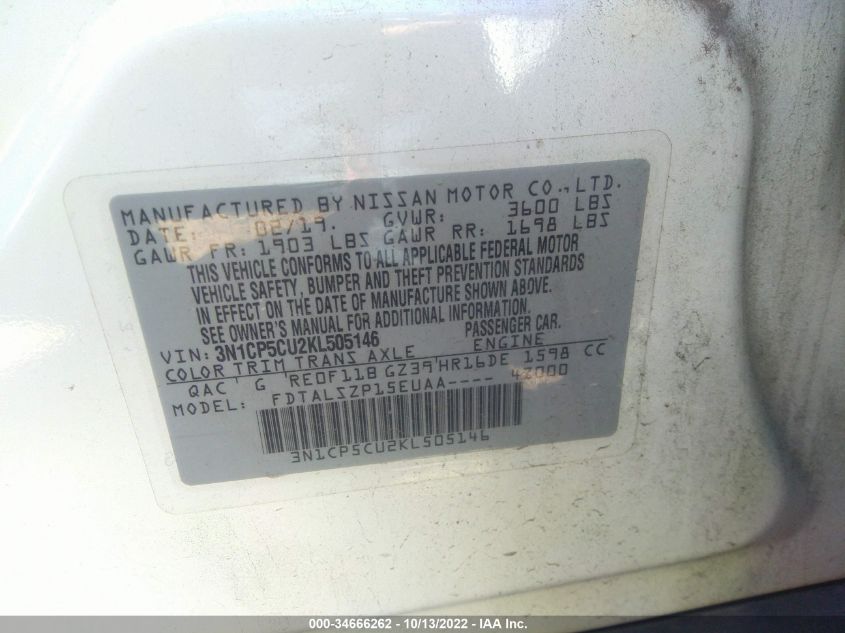 MANUFACTURED BY NISSAN MOTOR CO., LTD.
DATE: 02/19. GVWR: 3600 LBS
GAWR FR: 1903 LBS GAWR RR: 1698 LBS
THIS VEHICLE CONFORMS TO ALL APPLICABLE FEDERAL MOTOR
VEHICLE SAFETY, BUMPER AND THEFT PREVENTION STANDARDS
IN EFFECT ON THE DATE OF MANUFACTURE SHOWN ABOVE.
SEE OWNER'S MANUAL FOR ADDITIONAL INFORMATION.
VIN: 3N1CP5CU2KL505146 PASSENGER CAR.
COLOR TRIM TRANS AXLE ENGINE
QAC G RE0F11B GZ39 HR16DE 1598 CC
MODEL: FDTALSZP15EUAA---- 42000
3N1CP5CU2KL505146
000-34666262 - 10/13/2022 - IAA Inc.